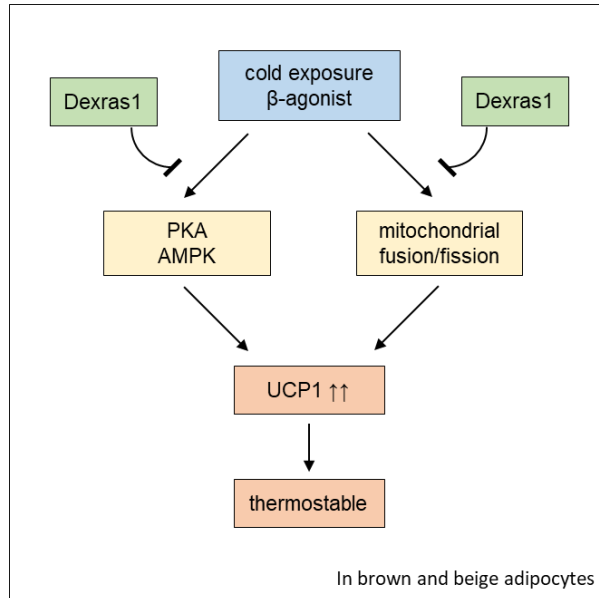 cold exposure
β-agonist
Dexras1
Dexras1
PKA
AMPK
mitochondrial
fusion/fission
UCP1 ↑↑
thermostable
In brown and beige adipocytes